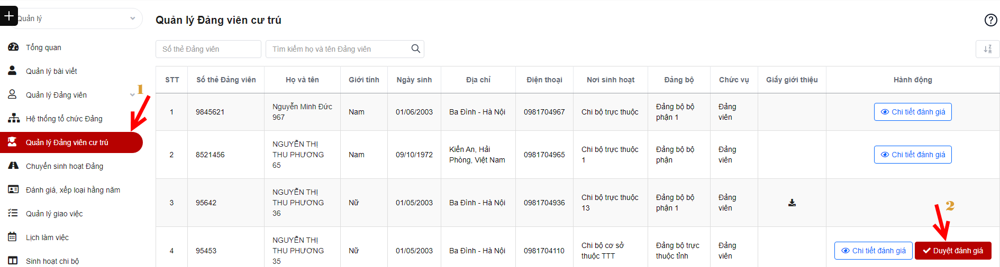 Quản lý
Quản lý Đảng viên cư trú
Tổng quan
Quản lý bài viết
Quản lý Đảng viên
1
Hệ thống tổ chức Đảng
Quản lý Đảng viên cư trú
Chuyển sinh hoạt Đảng
Đánh giá, xếp loại hằng năm
Quản lý giao việc
Lịch làm việc
Sinh hoạt chi bộ
Số thẻ Đảng viên
Tìm kiếm họ và tên Đảng viên
STT Số thẻ Đảng viên Họ và tên Giới tính Ngày sinh Địa chỉ Điện thoại Nơi sinh hoạt Đảng bộ Chức vụ Giấy giới thiệu Hành động
1 9845621 Nguyễn Minh Đức Nam 01/06/2003 Ba Đình - Hà Nội 0981704967 Chi bộ trực thuộc Đảng bộ bộ Đảng Chi tiết đánh giá
967 phận 1 viên
NGUYỄN THỊ
2 8521456 THU PHƯƠNG Nam 09/10/1972 Kiến An, Hải 0981704965 Chi bộ trực thuộc Đảng bộ bộ Đảng Chi tiết đánh giá
65 Phòng, Việt Nam 1 phận viên
NGUYỄN THỊ
3 95642 THU PHƯƠNG Nữ 01/05/2003 Ba Đình - Hà Nội 0981704936 Chi bộ trực thuộc Đảng bộ bộ Đảng
36 13 phận 1 viên
2
NGUYỄN THỊ
4 95453 THU PHƯƠNG Nữ 01/05/2003 Ba Đình - Hà Nội 0981704110 Chi bộ cơ sở Đảng bộ trực Đảng Chi tiết đánh giá Duyệt đánh giá
35 thuộc TTT thuộc tỉnh viên